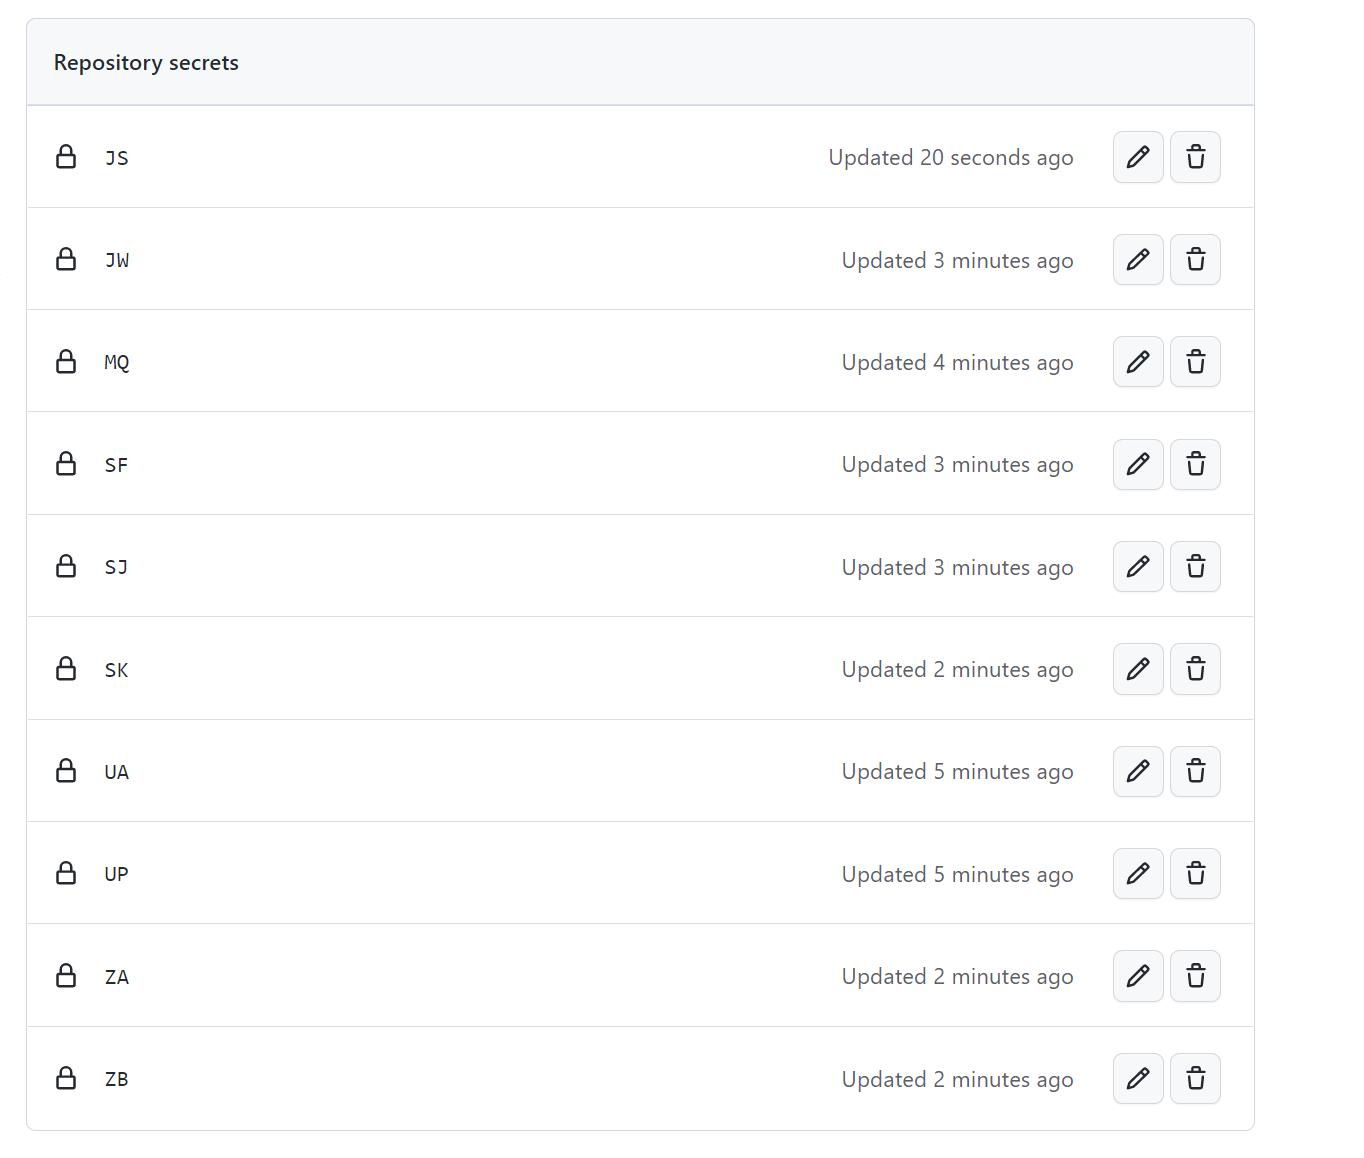 Repository secrets
JS Updated 20 seconds ago
JW Updated 3 minutes ago
MQ Updated 4 minutes ago
SF Updated 3 minutes ago
SJ Updated 3 minutes ago
SK Updated 2 minutes ago
UA Updated 5 minutes ago
UP Updated 5 minutes ago
ZA Updated 2 minutes ago
ZB Updated 2 minutes ago